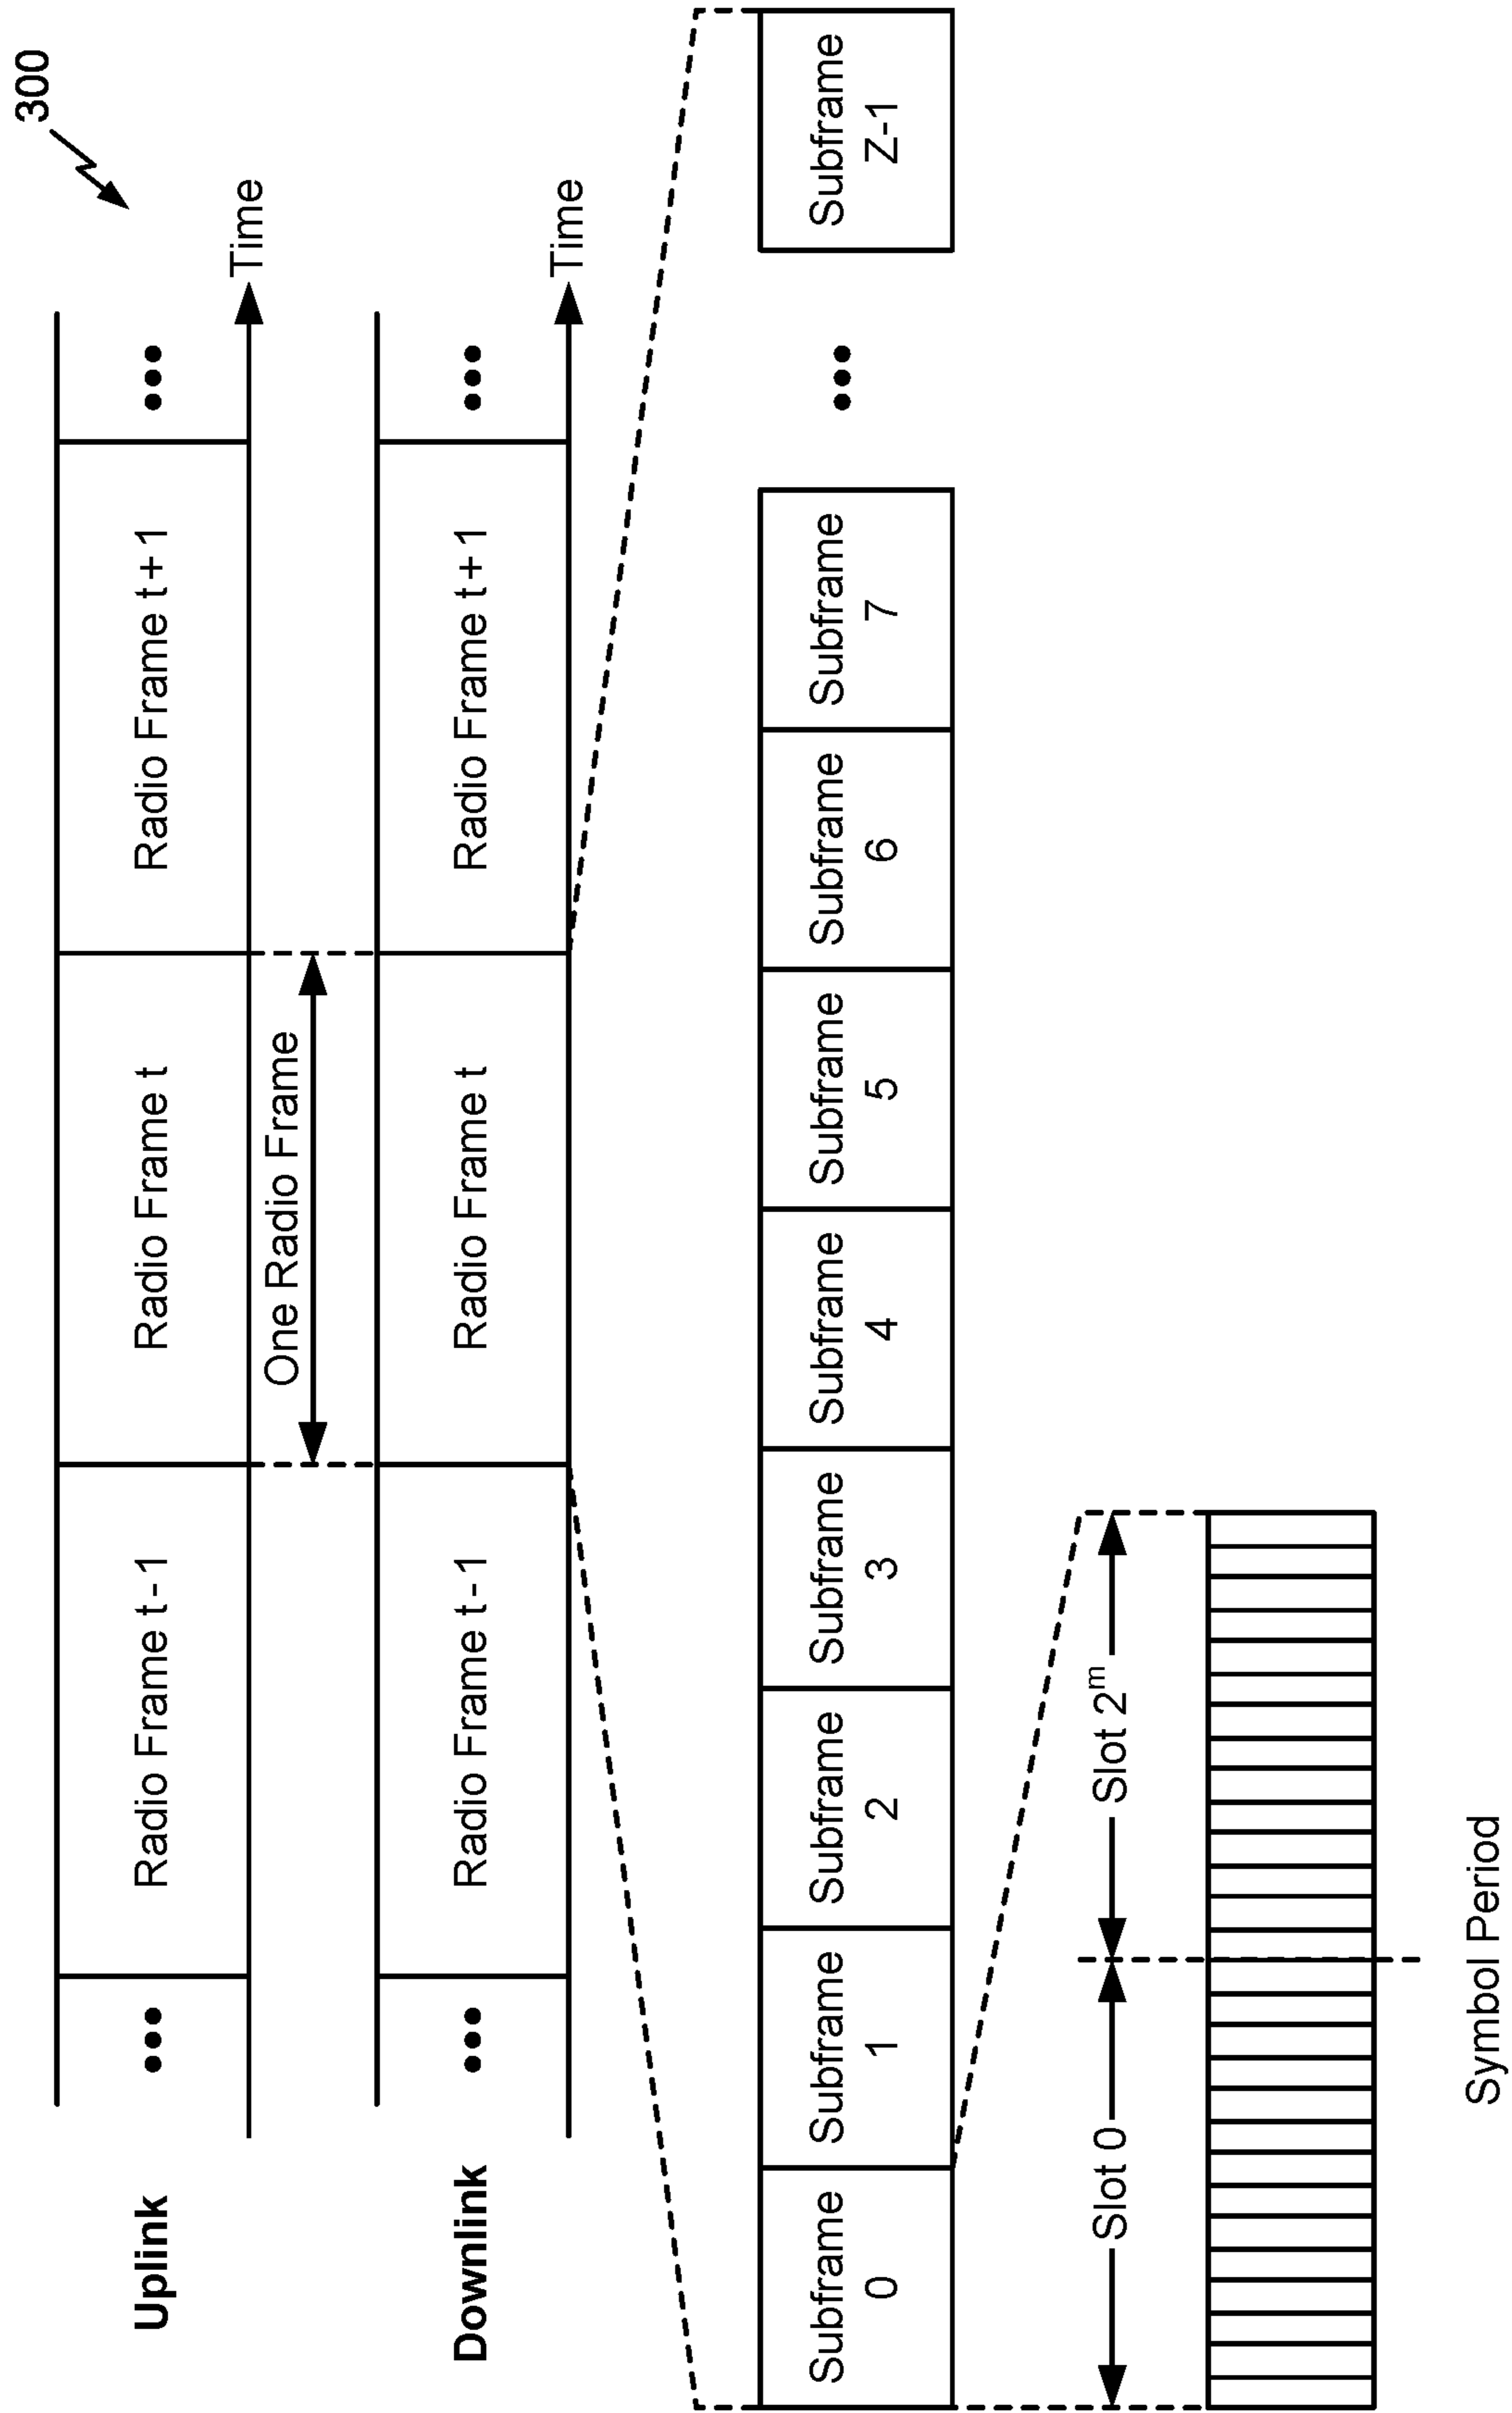 300
Uplink
•••
Radio Frame t-1
Radio Frame t
Radio Frame t+1
•••
Time
One Radio Frame
Downlink
•••
Radio Frame t-1
Radio Frame t
Radio Frame t+1
•••
Time
Subframe
0
Subframe
1
Subframe
2
Subframe
3
Subframe
4
Subframe
5
Subframe
6
Subframe
7
•••
Subframe
Z-1
Slot 0
Slot 2ᵐ
Symbol Period